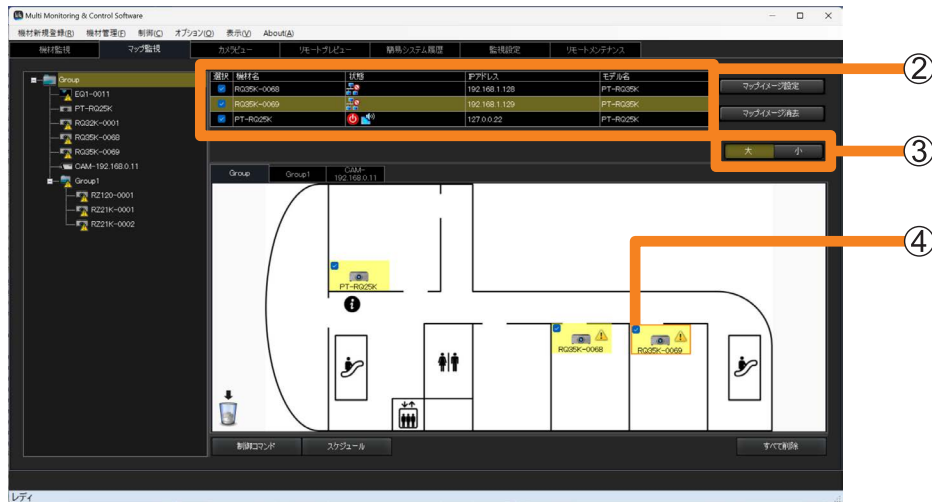 Multi Monitoring & Control Software
機材新規登録(R) 機材管理(F) 制御(C) オプション(O) 表示(V) About(A)
機材監視 マップ監視 カメラビュー リモートプレビュー 簡易システム履歴 監視設定 リモートメンテナンス
Group
EQ1-0011
PT-RQ25K
RQ32K-0001
RQ35K-0068
RQ35K-0069
CAM-192.168.0.11
Group1
RZ120-0001
RZ21K-0001
RZ21K-0002
選択 機材名 状態 IPアドレス モデル名
RQ35K-0068 192.168.1.128 PT-RQ35K
RQ35K-0069 192.168.1.129 PT-RQ35K
PT-RQ25K 127.0.0.22 PT-RQ25K
マップイメージ設定
マップイメージ消去
大 小
②
③
④
Group Group1 CAM-
192.168.0.11
PT-RQ25K
RQ35K-0068
RQ35K-0069
制御コマンド スケジュール すべて削除
レディ